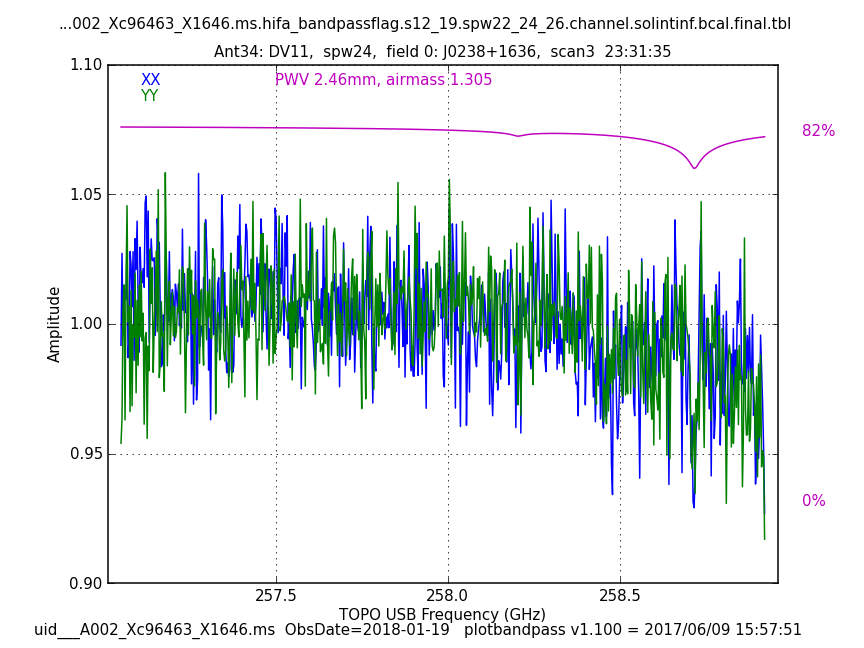 ...002_Xc96463_X1646.ms.hifa_bandpassflag.s12_19.spw22_24_26.channel.solintinf.bcal.final.tbl
Ant34: DV11,  spw24,  field 0: J0238+1636,  scan3  23:31:35
XX
YY
PWV 2.46mm, airmass 1.305
82%
0%
1.10
1.05
1.00
0.95
0.90
Amplitude
257.5
258.0
258.5
TOPO USB Frequency (GHz)
uid___A002_Xc96463_X1646.ms  ObsDate=2018-01-19   plotbandpass v1.100 = 2017/06/09 15:57:51